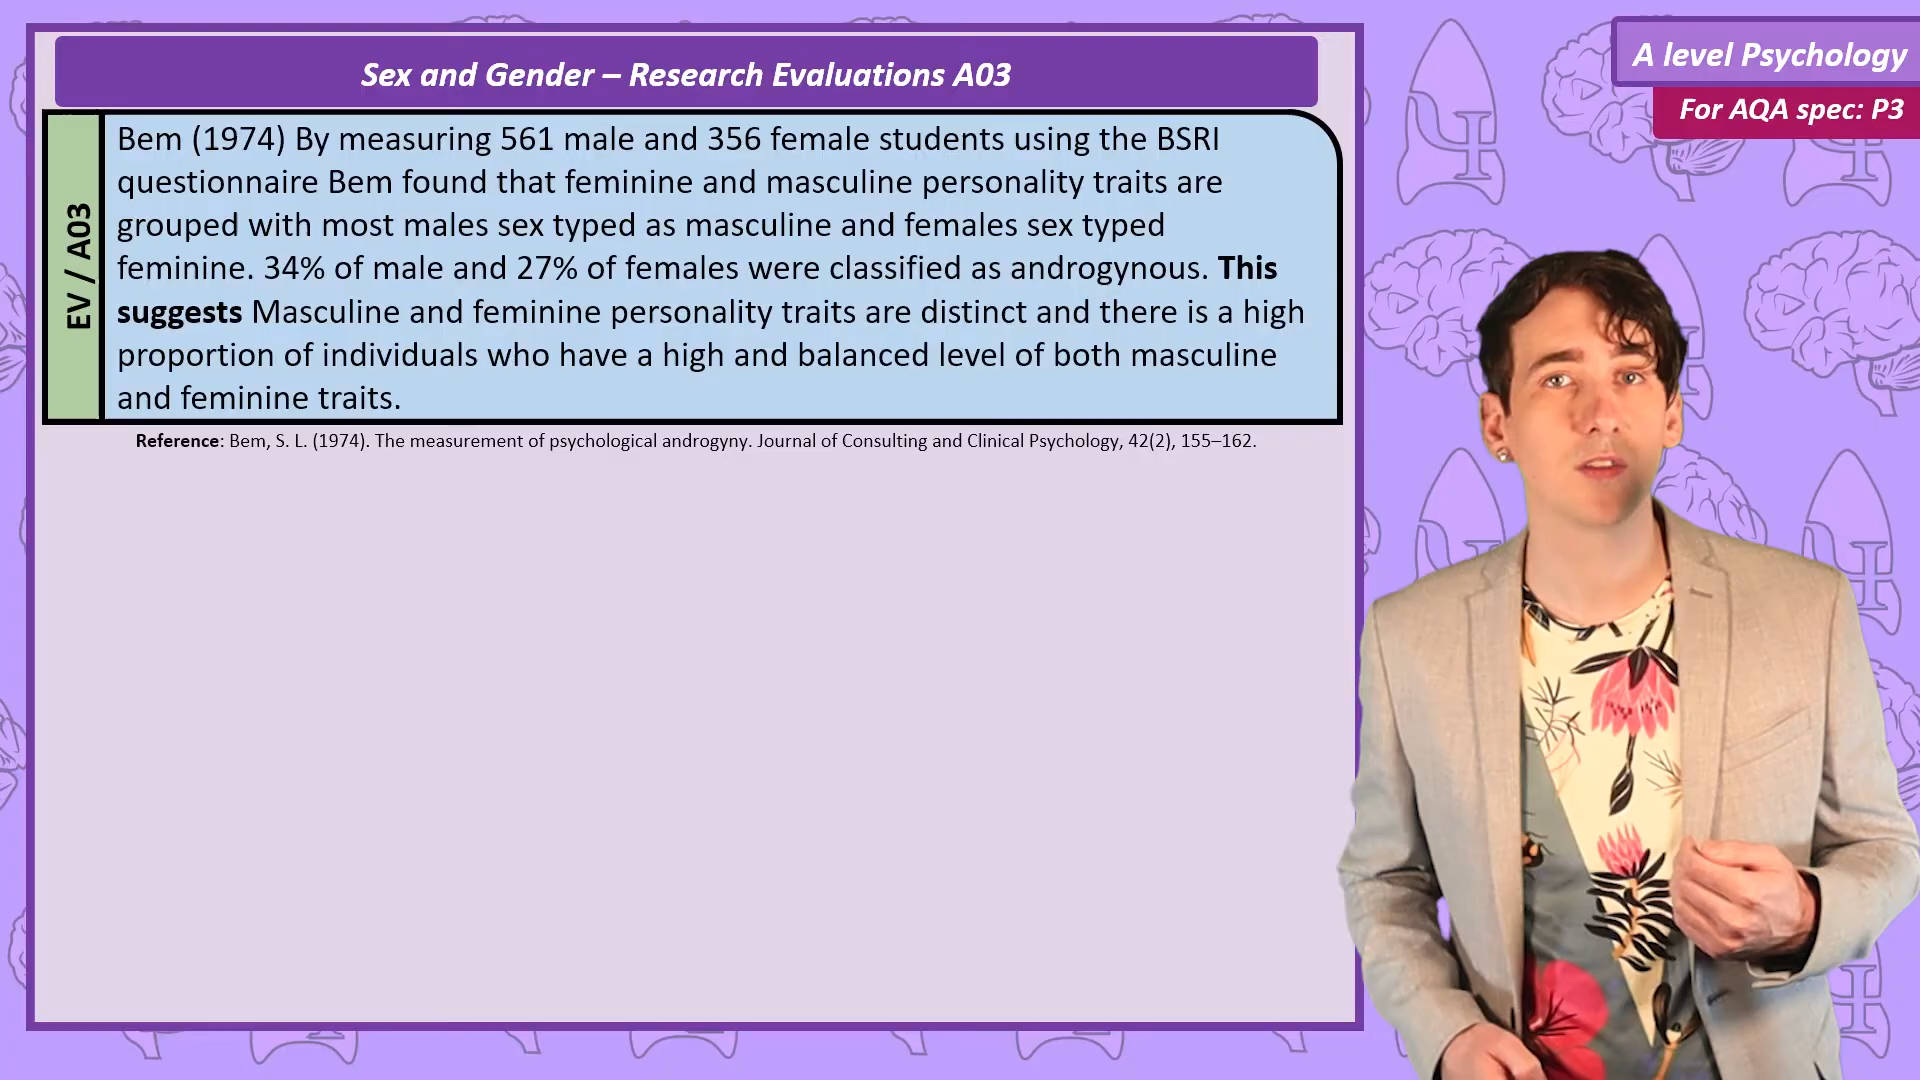 Sex and Gender – Research Evaluations A03
A level Psychology
For AQA spec: P3
EV / A03
Bem (1974) By measuring 561 male and 356 female students using the BSRI
questionnaire Bem found that feminine and masculine personality traits are
grouped with most males sex typed as masculine and females sex typed
feminine. 34% of male and 27% of females were classified as androgynous. This
suggests Masculine and feminine personality traits are distinct and there is a high
proportion of individuals who have a high and balanced level of both masculine
and feminine traits.
Reference: Bem, S. L. (1974). The measurement of psychological androgyny. Journal of Consulting and Clinical Psychology, 42(2), 155–162.